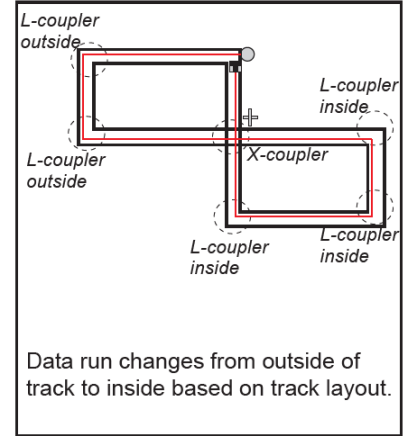 L-coupler
outside
L-coupler
inside
L-coupler
outside
X-coupler
L-coupler
inside
L-coupler
inside
Data run changes from outside of
track to inside based on track layout.